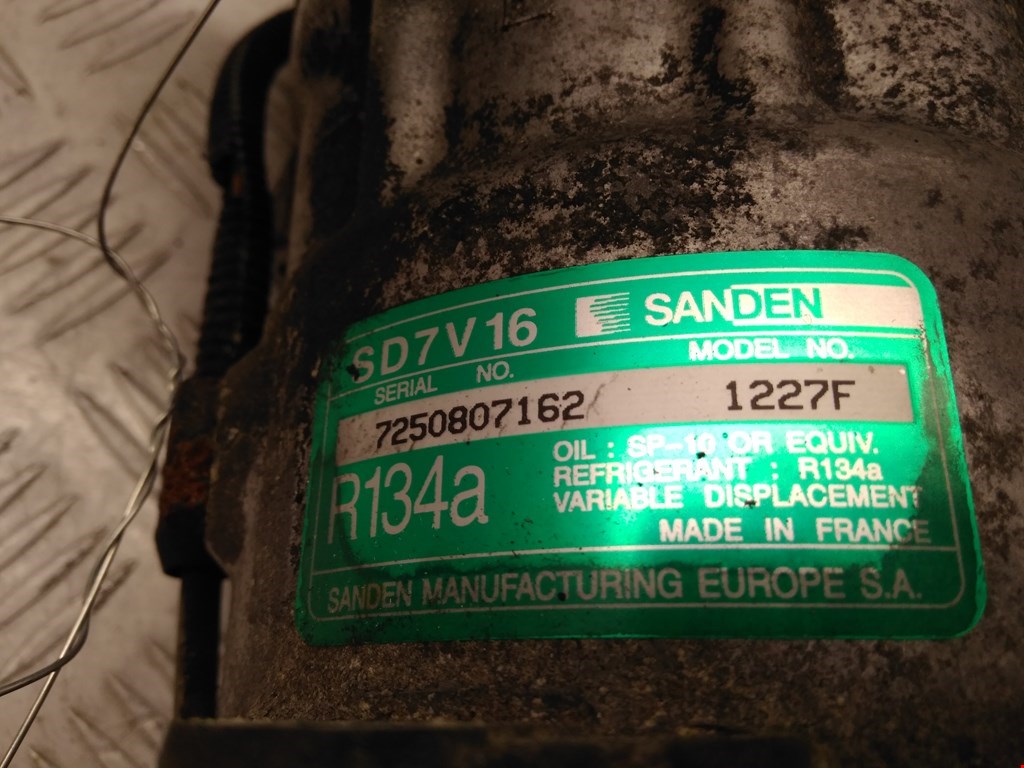 SD7V16 SANDEN
SERIAL NO. MODEL NO.
7250807162 1227F
R134a
OIL : SP-10 OR EQUIV.
REFRIGERANT : R134a
VARIABLE DISPLACEMENT
MADE IN FRANCE
SANDEN MANUFACTURING EUROPE S.A.